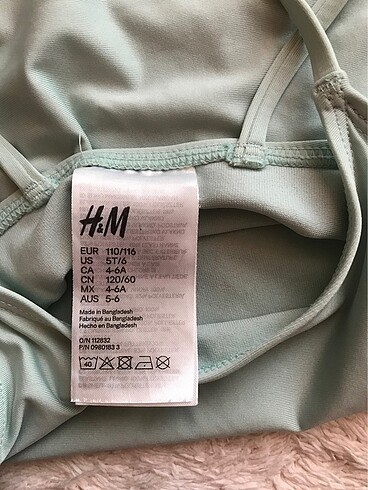 H&M
EUR 110/116
US 5T/6
CA 4-6A
CN 120/60
MX 4-6A
AUS 5-6
Made in Bangladesh
Fabriqué au Bangladesh
Hecho en Bangladesh
O/N 112832
P/N 0980183 3
40